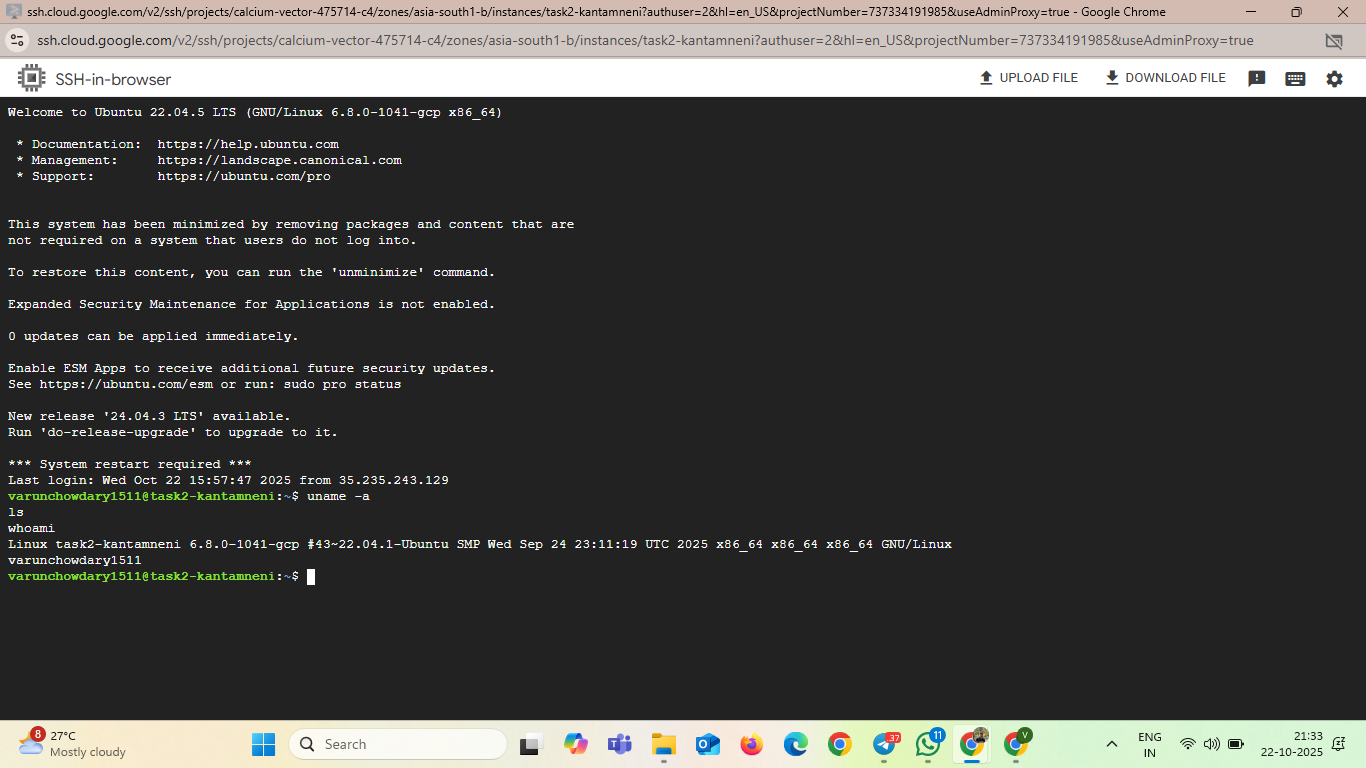 ssh.cloud.google.com/v2/ssh/projects/calcium-vector-475714-c4/zones/asia-south1-b/instances/task2-kantamneni?authuser=2&hl=en_US&projectNumber=737334191985&useAdminProxy=true - Google Chrome
ssh.cloud.google.com/v2/ssh/projects/calcium-vector-475714-c4/zones/asia-south1-b/instances/task2-kantamneni?authuser=2&hl=en_US&projectNumber=737334191985&useAdminProxy=true
SSH-in-browser
UPLOAD FILE
DOWNLOAD FILE
Welcome to Ubuntu 22.04.5 LTS (GNU/Linux 6.8.0-1041-gcp x86_64)
* Documentation:  https://help.ubuntu.com
* Management:     https://landscape.canonical.com
* Support:        https://ubuntu.com/pro
This system has been minimized by removing packages and content that are
not required on a system that users do not log into.
To restore this content, you can run the 'unminimize' command.
Expanded Security Maintenance for Applications is not enabled.
0 updates can be applied immediately.
Enable ESM Apps to receive additional future security updates.
See https://ubuntu.com/esm or run: sudo pro status
New release '24.04.3 LTS' available.
Run 'do-release-upgrade' to upgrade to it.
*** System restart required ***
Last login: Wed Oct 22 15:57:47 2025 from 35.235.243.129
varunchowdary1511@task2-kantamneni:~$ uname -a
ls
whoami
Linux task2-kantamneni 6.8.0-1041-gcp #43~22.04.1-Ubuntu SMP Wed Sep 24 23:11:19 UTC 2025 x86_64 x86_64 x86_64 GNU/Linux
varunchowdary1511
varunchowdary1511@task2-kantamneni:~$
8
27°C
Mostly cloudy
Search
37
11
V
ENG
IN
21:33
22-10-2025